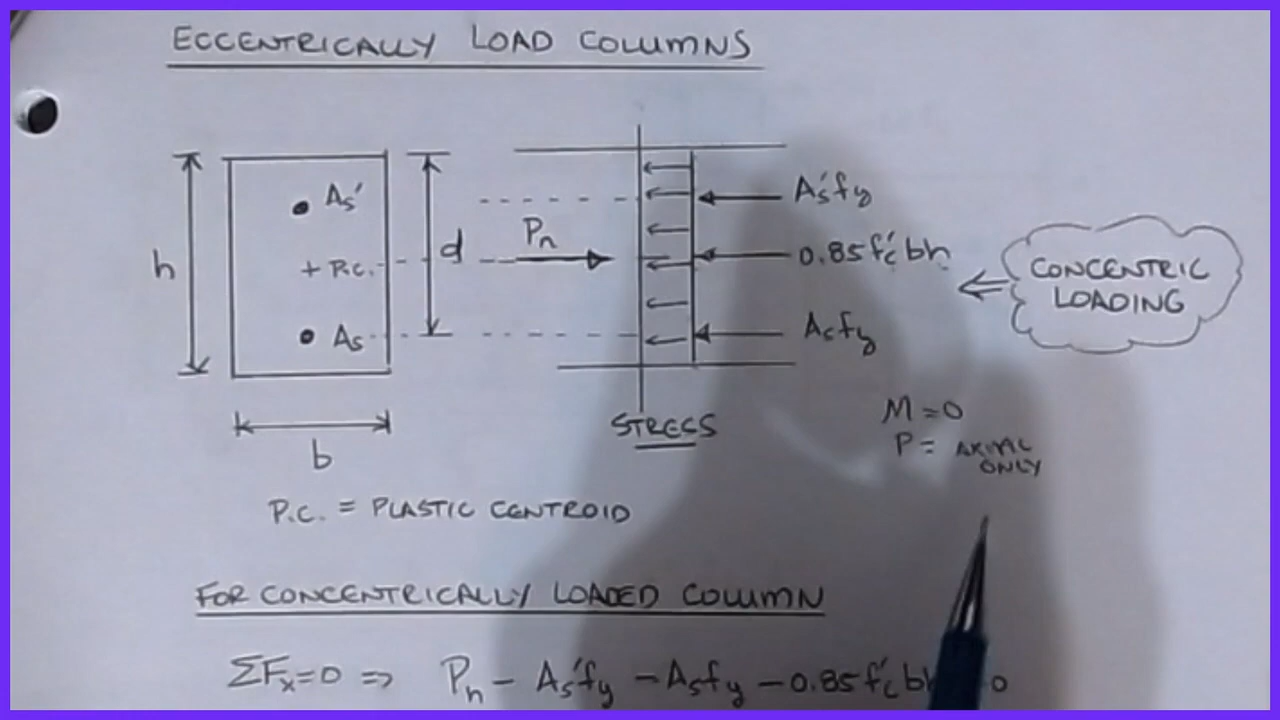 ECCENTRICALLY LOAD COLUMNS
As'
As'fy
h
d
Pn
+ P.C.
0.85f'c bh
CONCENTRIC
LOADING
As
Asfy
b
STRESS
M = 0
P = AXIAL
ONLY
P.C. = PLASTIC CENTROID
FOR CONCENTRICALLY LOADED COLUMN
ΣFx=0 => Pn - As'fy - Asfy - 0.85f'c b 0